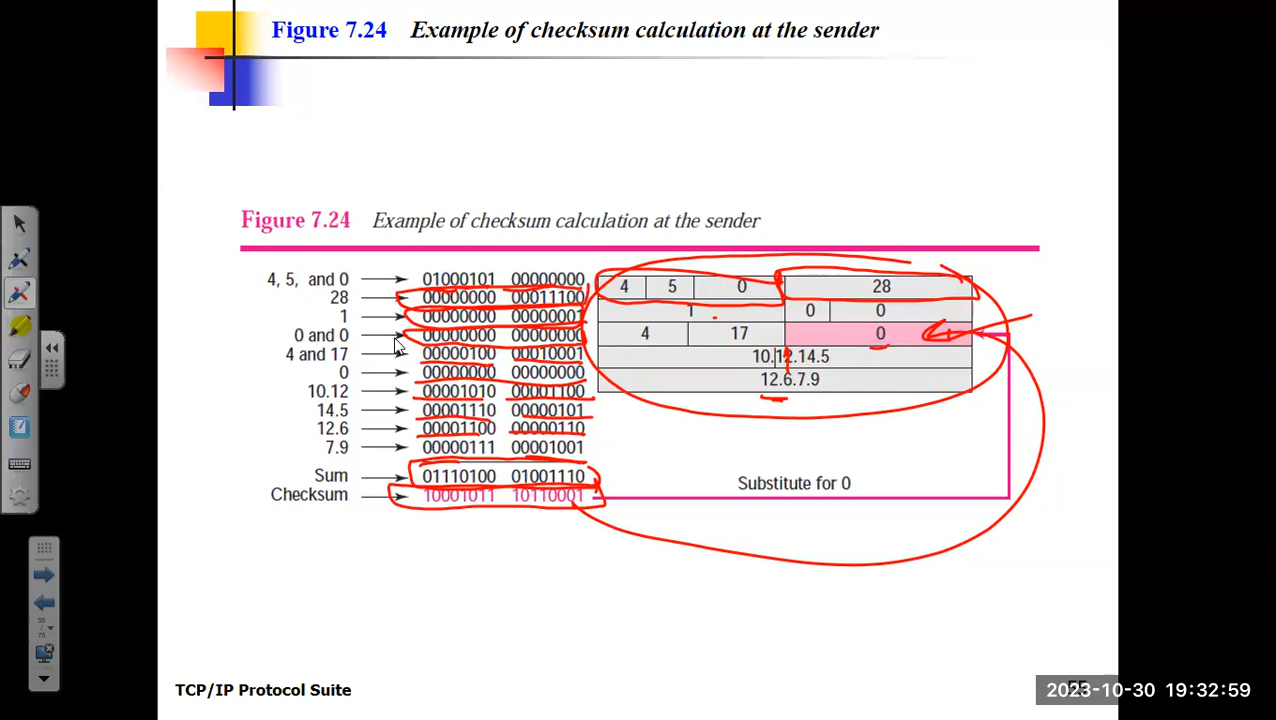 Figure 7.24 Example of checksum calculation at the sender
Figure 7.24 Example of checksum calculation at the sender
4, 5, and 0 01000101 00000000
28 00000000 00011100
1 00000000 00000001
0 and 0 00000000 00000000
4 and 17 00000100 00010001
0 00000000 00000000
10.12 00001010 00001100
14.5 00001110 00000101
12.6 00001100 00000110
7.9 00000111 00001001
Sum 01110100 01001110
Checksum 10001011 10110001
4 5 0 28
1 0 0
4 17 0
10.12.14.5
12.6.7.9
Substitute for 0
55
/
75
TCP/IP Protocol Suite
2023-10-30 19:32:59